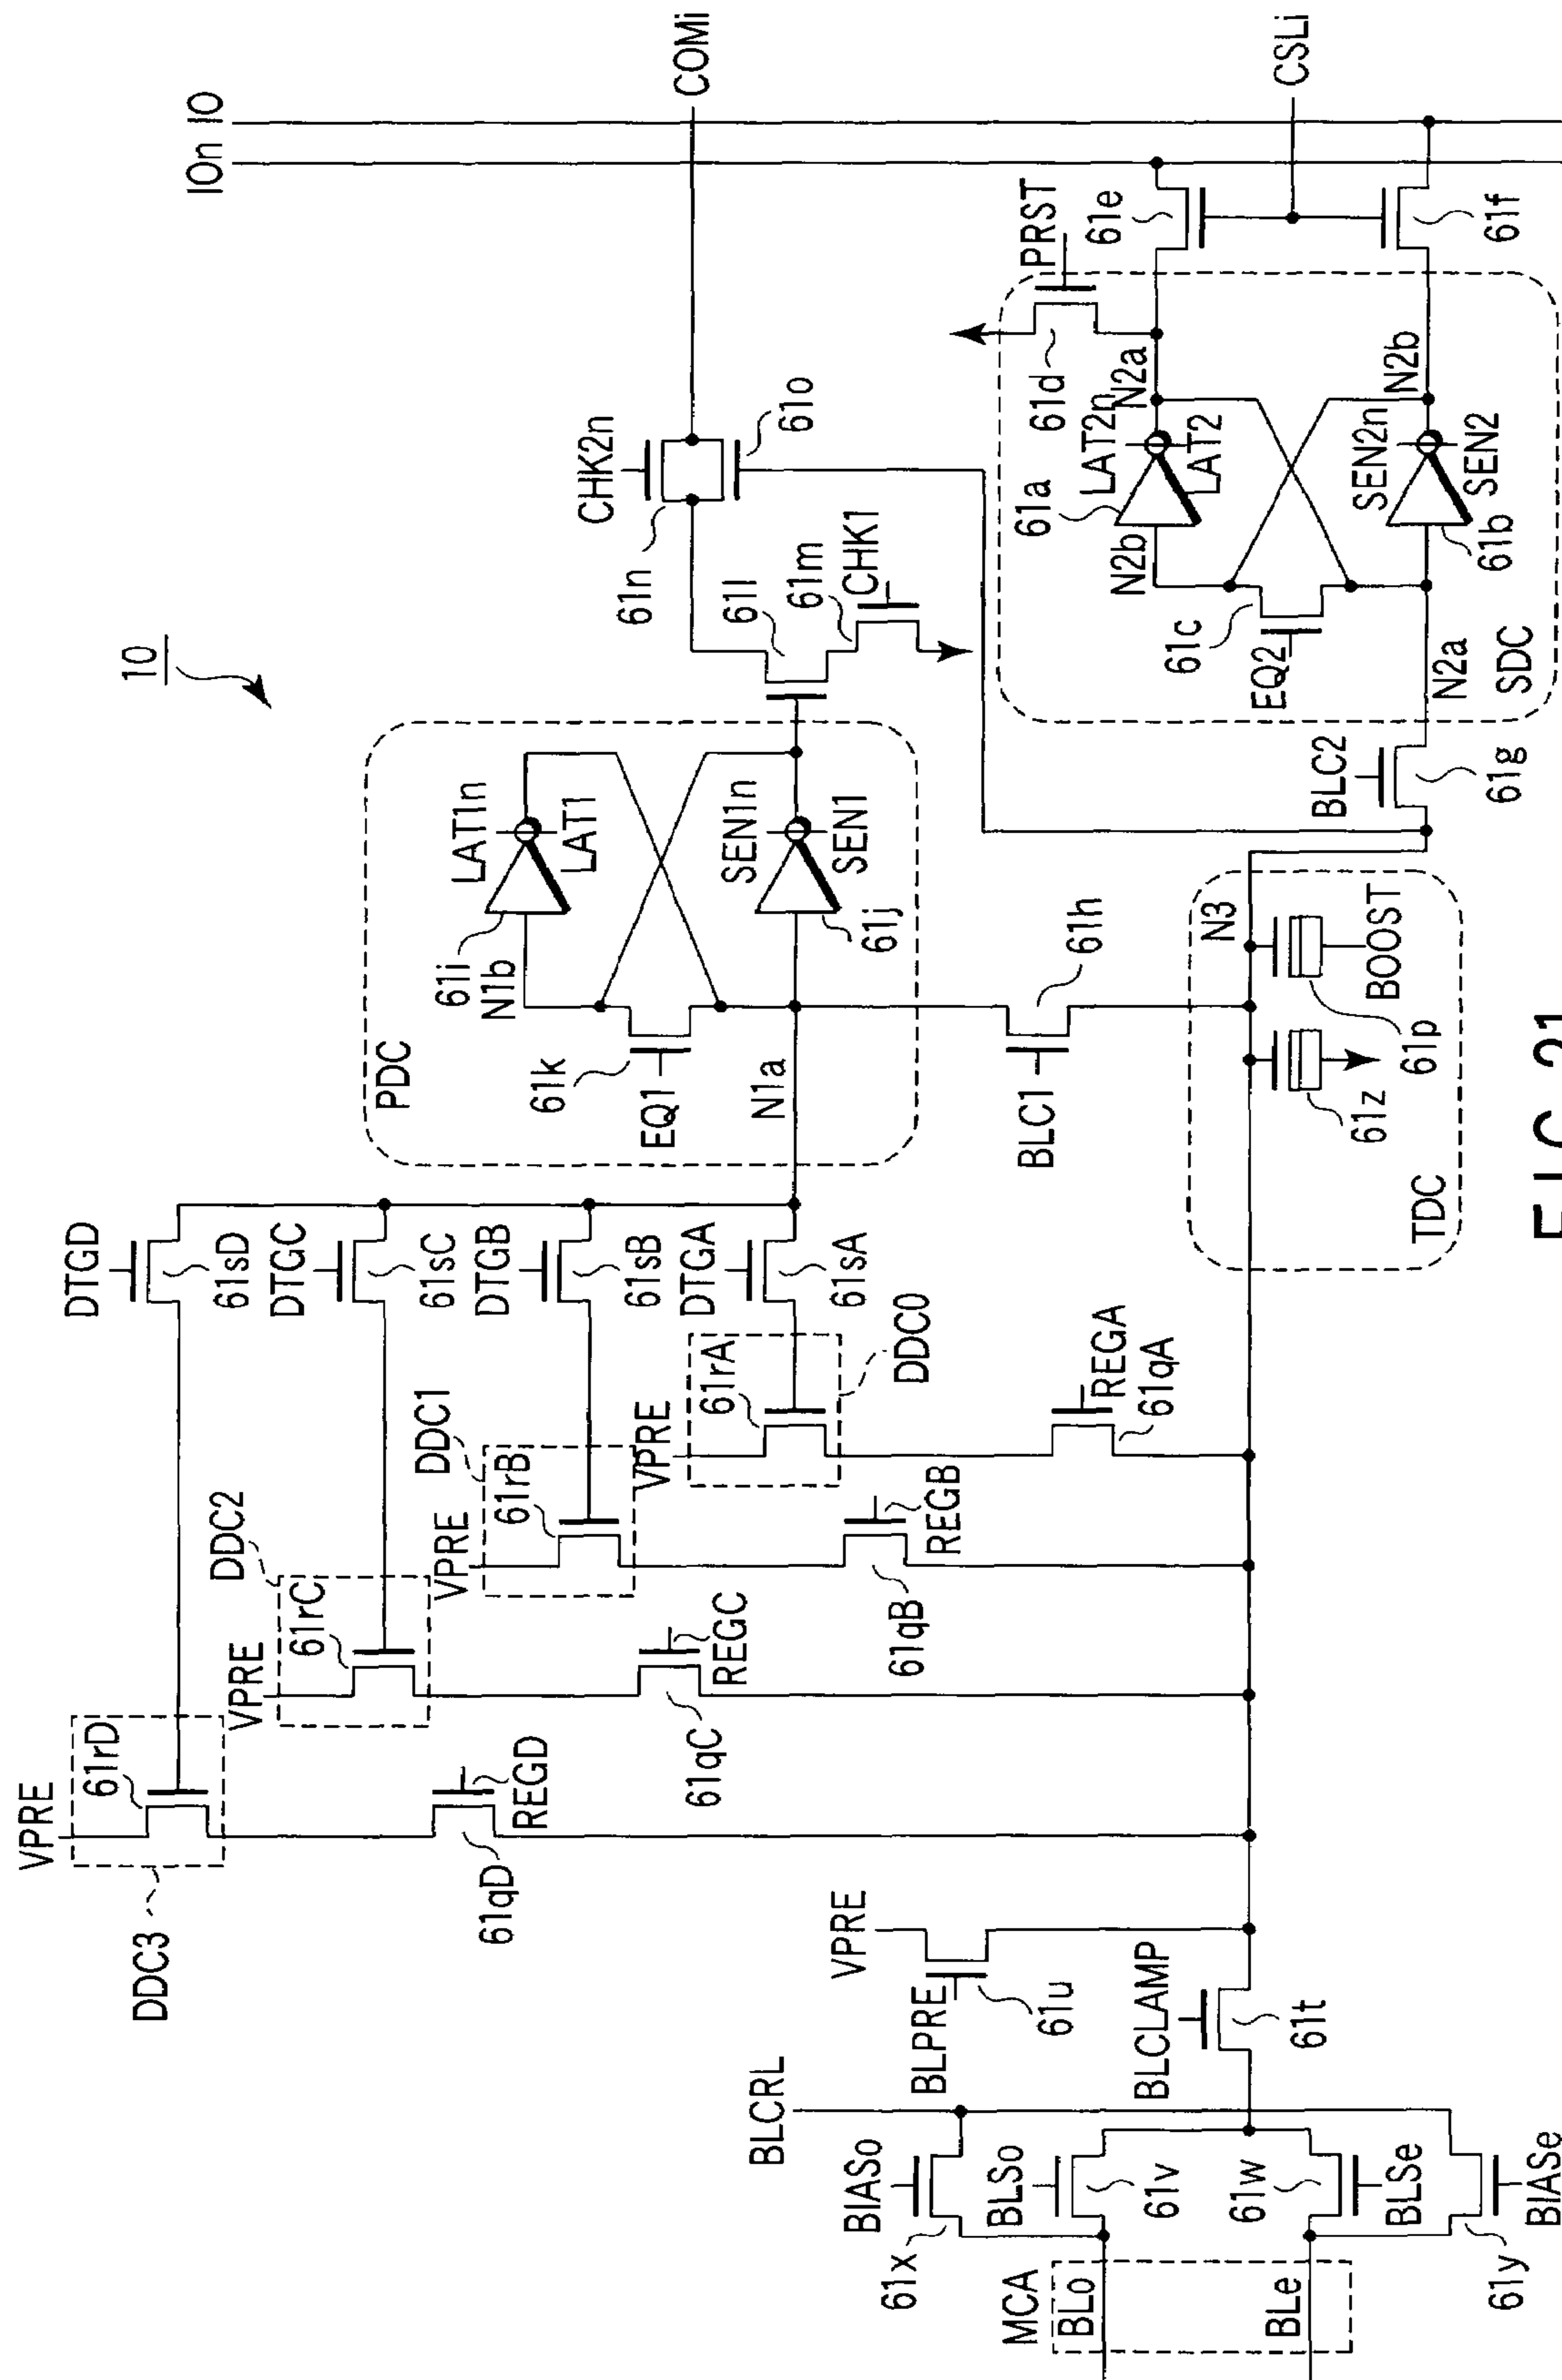 10
IOn IO
COMi
CHK2n
61o
61n
61l
61m
CHK1
PDC
LAT1n
LAT1
61i
N1b
SEN1n
SEN1
61j
61k
EQ1
N1a
DTGD
61sD
DTGC
61sC
DTGB
61sB
DTGA
61sA
VPRE
61rD
DDC3
REGD
61qD
DDC2
VPRE
61rC
REGC
61qC
DDC1
VPRE
61rB
REGB
61qB
VPRE
61rA
DDC0
REGA
61qA
BLC1
61h
N3
BOOST
61p
61z
TDC
BLC2
61g
PRST
61d
61e
CSLi
61f
61a
LAT2n
LAT2
N2a
N2b
N2b
SEN2n
SEN2
61b
61c
EQ2
N2a
SDC
VPRE
BLPRE
61u
BLCLAMP
61t
BLCRL
BIASo
61x
BLSo
61v
61w
BLSe
BIASe
61y
MCA
BLo
BLe